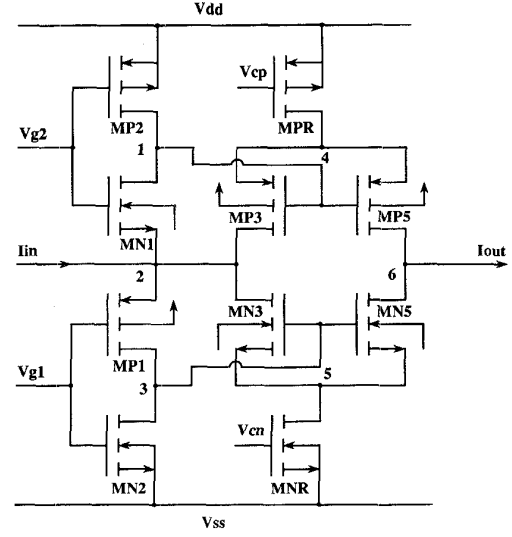 Vdd
Vcp
MP2
MPR
Vg2
1
4
MP3
MP5
MN1
Iin
2
6
Iout
MN3
MN5
MP1
Vg1
3
5
Vcn
MN2
MNR
Vss